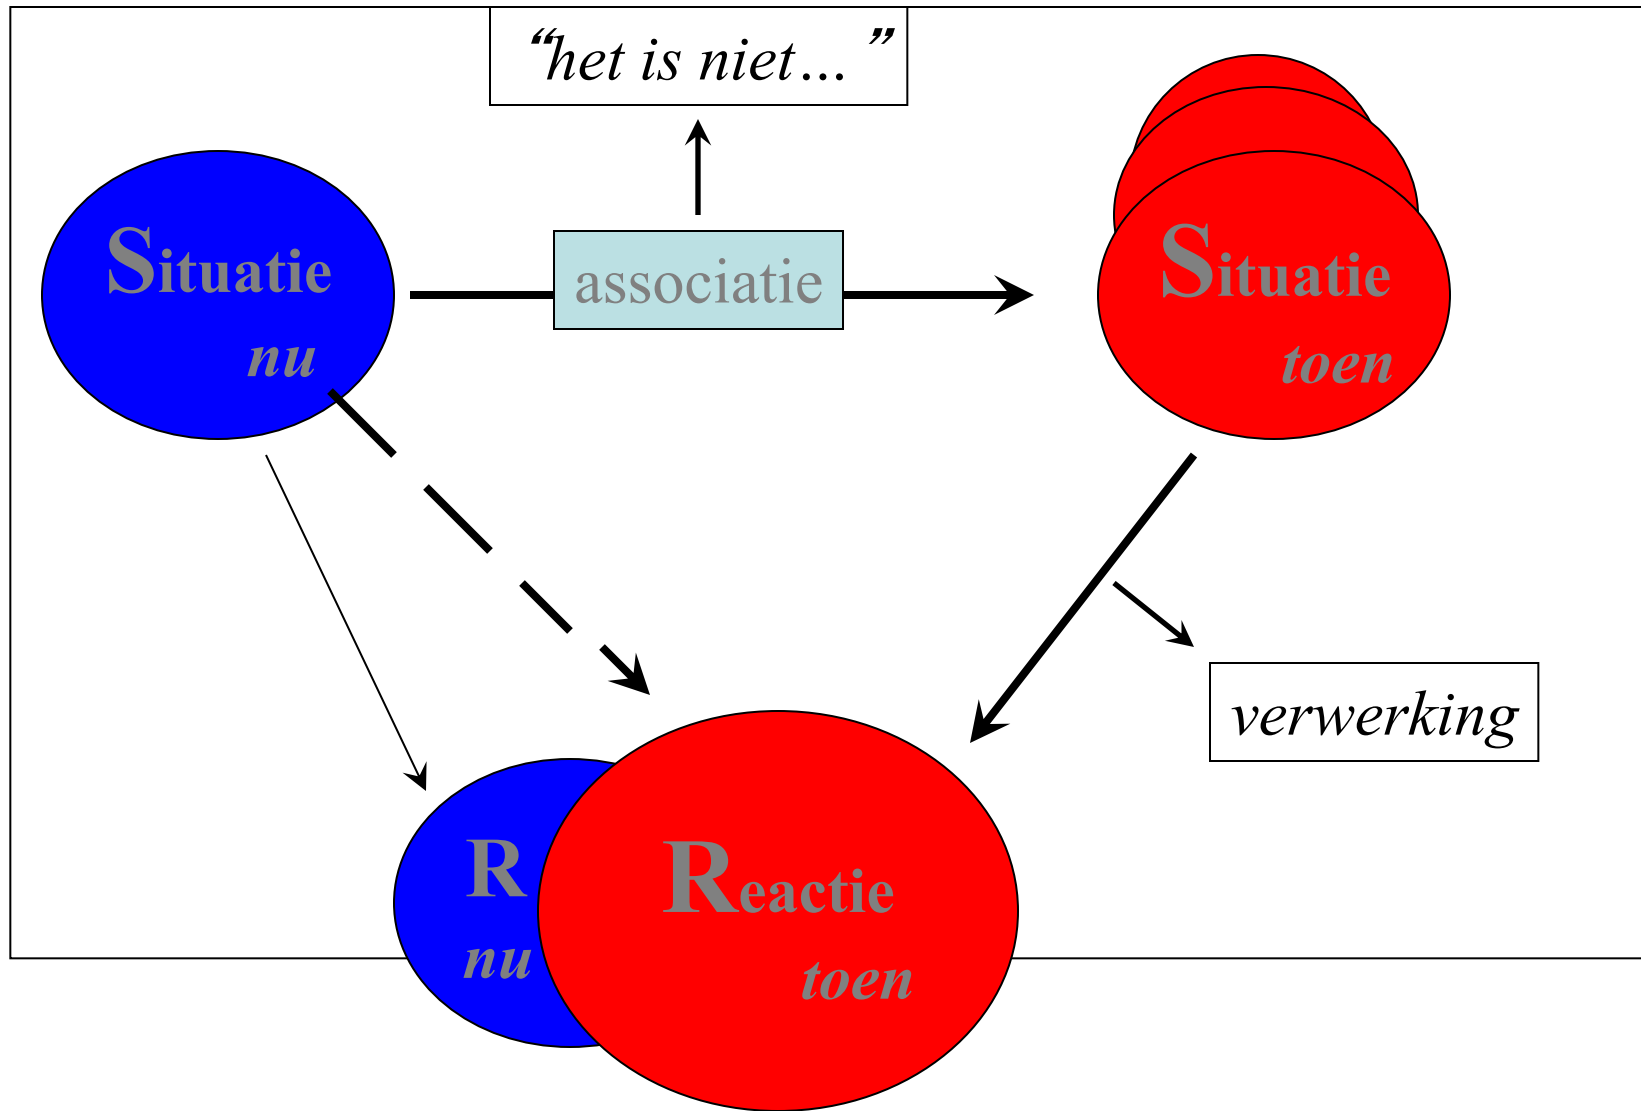 “het is niet…”
Situatie
nu
associatie
Situatie
toen
verwerking
R
nu
Reactie
toen